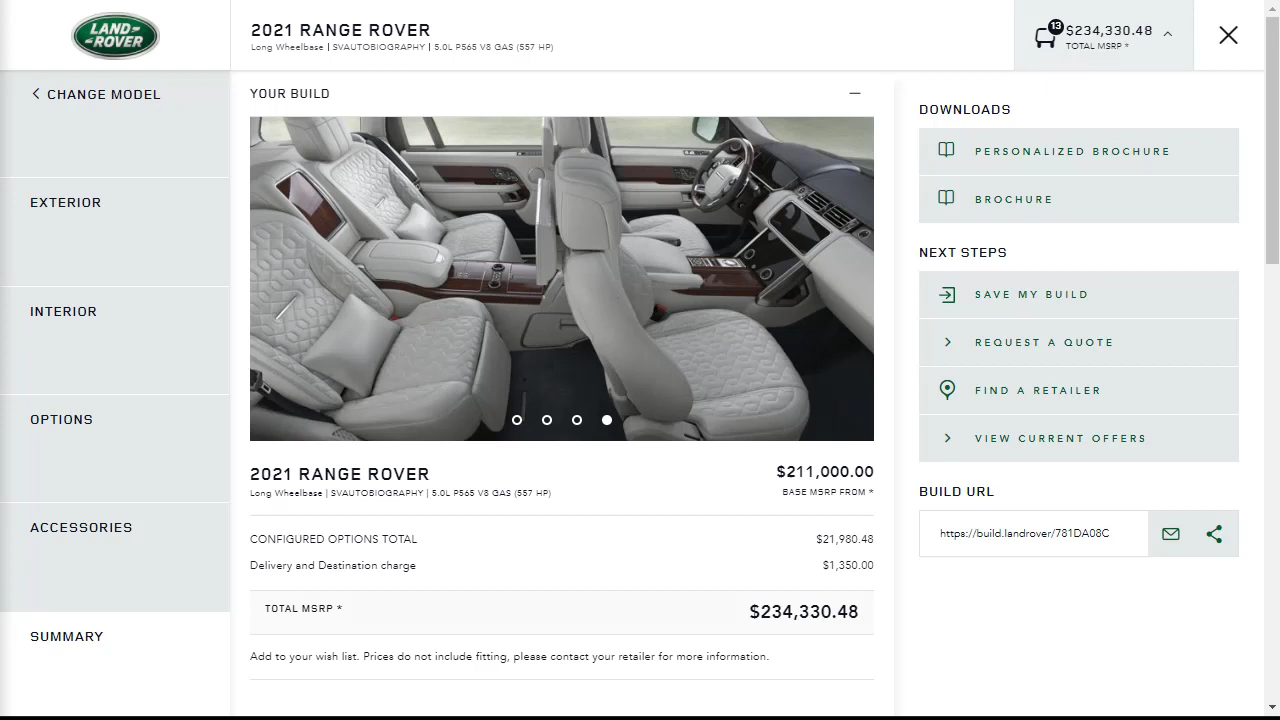 LAND-
-ROVER
2021 RANGE ROVER
Long Wheelbase | SVAUTOBIOGRAPHY | 5.0L P565 V8 GAS (557 HP)
13
$234,330.48
TOTAL MSRP *
CHANGE MODEL
EXTERIOR
INTERIOR
OPTIONS
ACCESSORIES
SUMMARY
YOUR BUILD
2021 RANGE ROVER
$211,000.00
Long Wheelbase | SVAUTOBIOGRAPHY | 5.0L P565 V8 GAS (557 HP)
BASE MSRP FROM *
CONFIGURED OPTIONS TOTAL
$21,980.48
Delivery and Destination charge
$1,350.00
TOTAL MSRP *
$234,330.48
Add to your wish list. Prices do not include fitting, please contact your retailer for more information.
DOWNLOADS
PERSONALIZED BROCHURE
BROCHURE
NEXT STEPS
SAVE MY BUILD
REQUEST A QUOTE
FIND A RETAILER
VIEW CURRENT OFFERS
BUILD URL
https://build.landrover/781DA08C